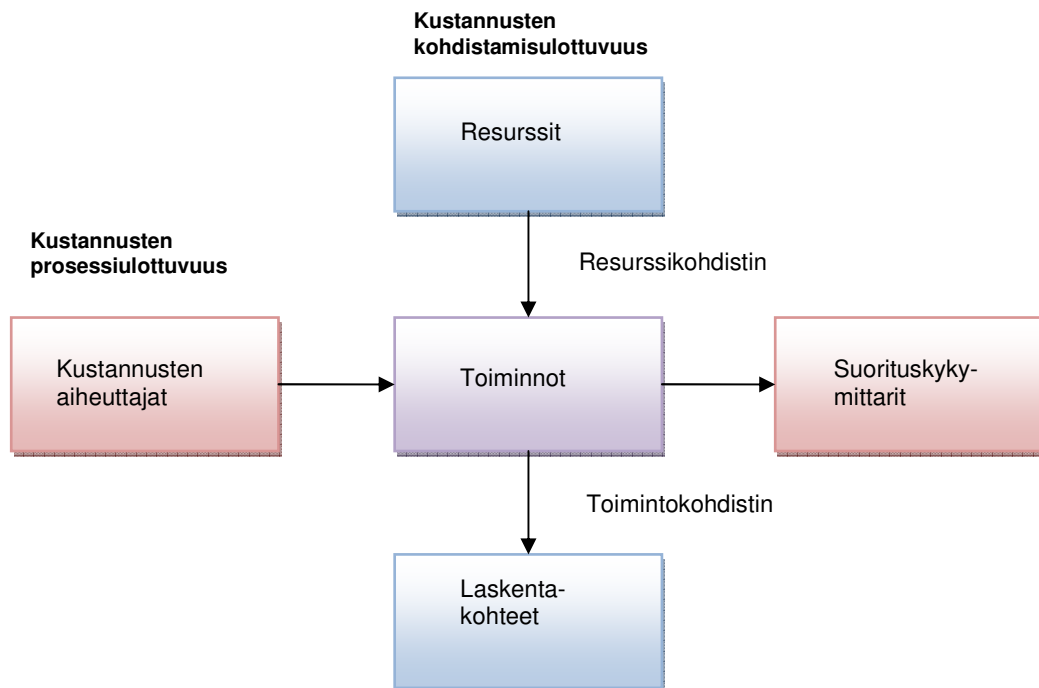 Kustannusten
kohdistamisulottuvuus
Resurssit
Kustannusten
prosessiulottuvuus
Resurssikohdistin
Kustannusten
aiheuttajat
Toiminnot
Suorituskyky-
mittarit
Toimintokohdistin
Laskenta-
kohteet